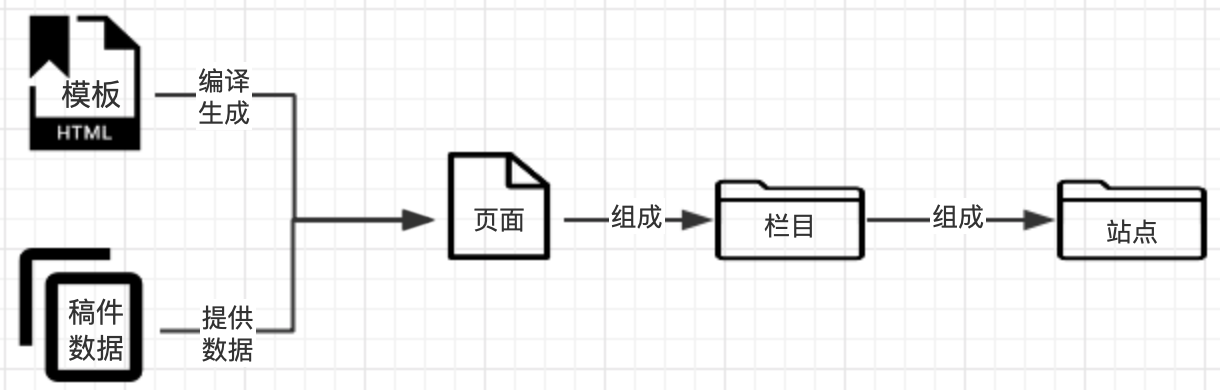 模板
HTML
编译
生成
页面
组成
栏目
组成
站点
稿件
数据
提供
数据